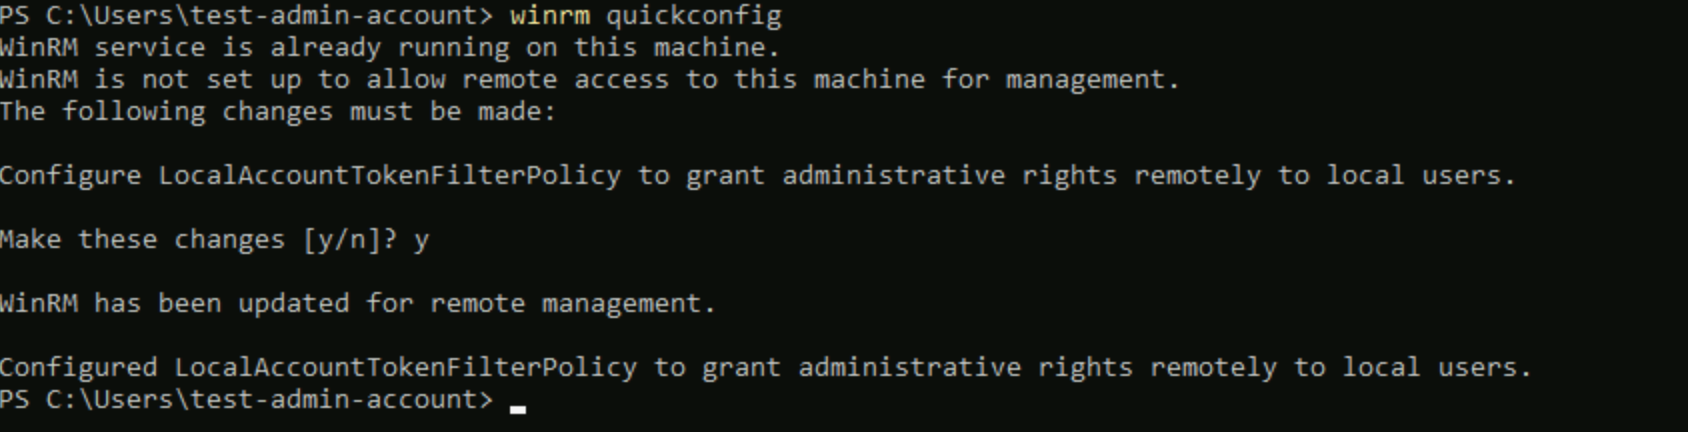 PS C:\Users\test-admin-account> winrm quickconfig
WinRM service is already running on this machine.
WinRM is not set up to allow remote access to this machine for management.
The following changes must be made:
Configure LocalAccountTokenFilterPolicy to grant administrative rights remotely to local users.
Make these changes [y/n]? y
WinRM has been updated for remote management.
Configured LocalAccountTokenFilterPolicy to grant administrative rights remotely to local users.
PS C:\Users\test-admin-account>